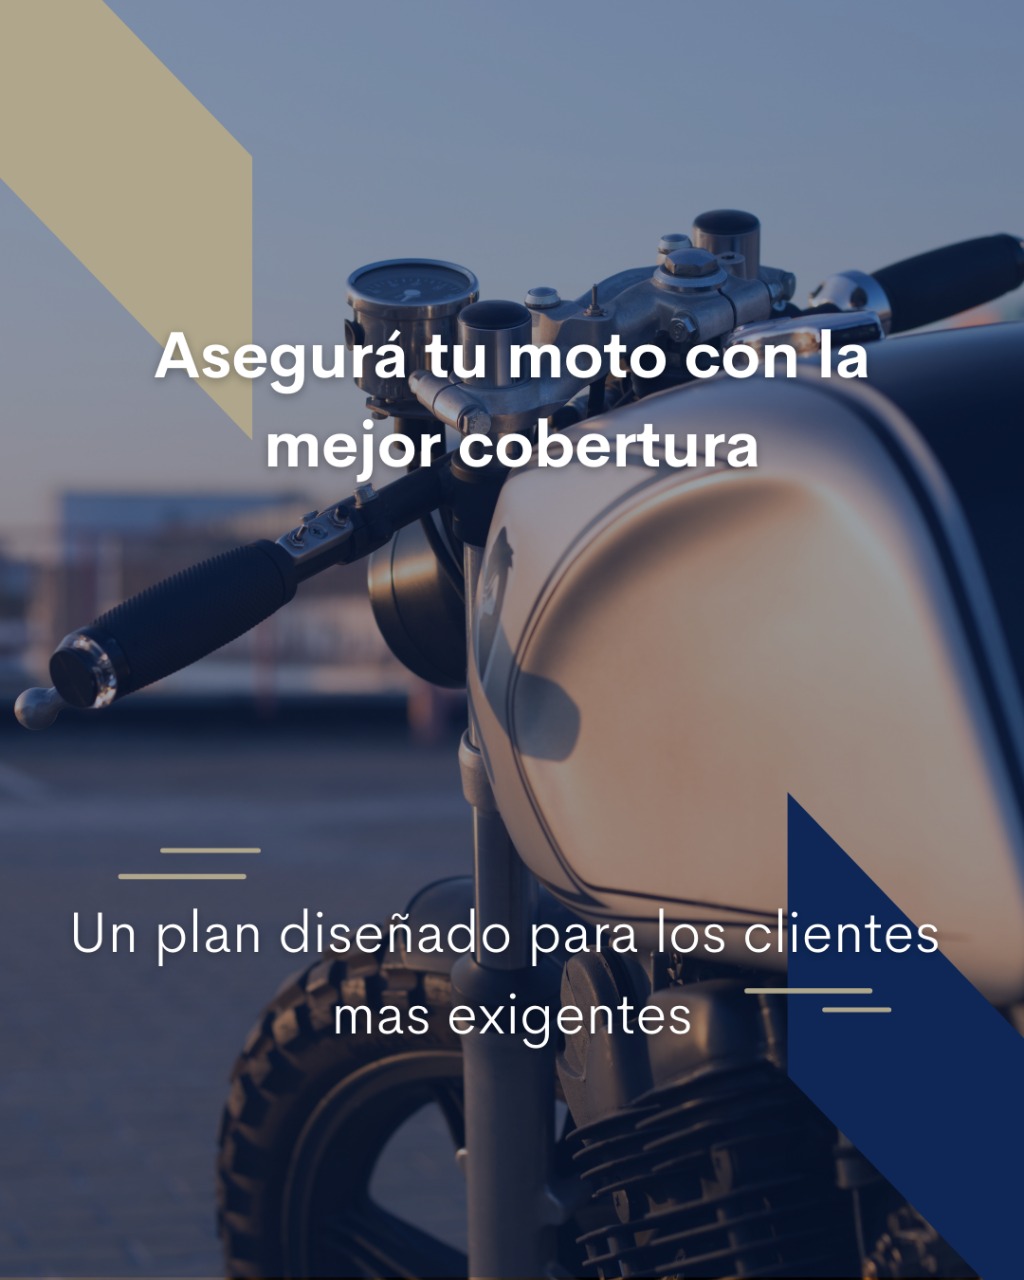 Asegurá tu moto con la
mejor cobertura
Un plan diseñado para los clientes
mas exigentes